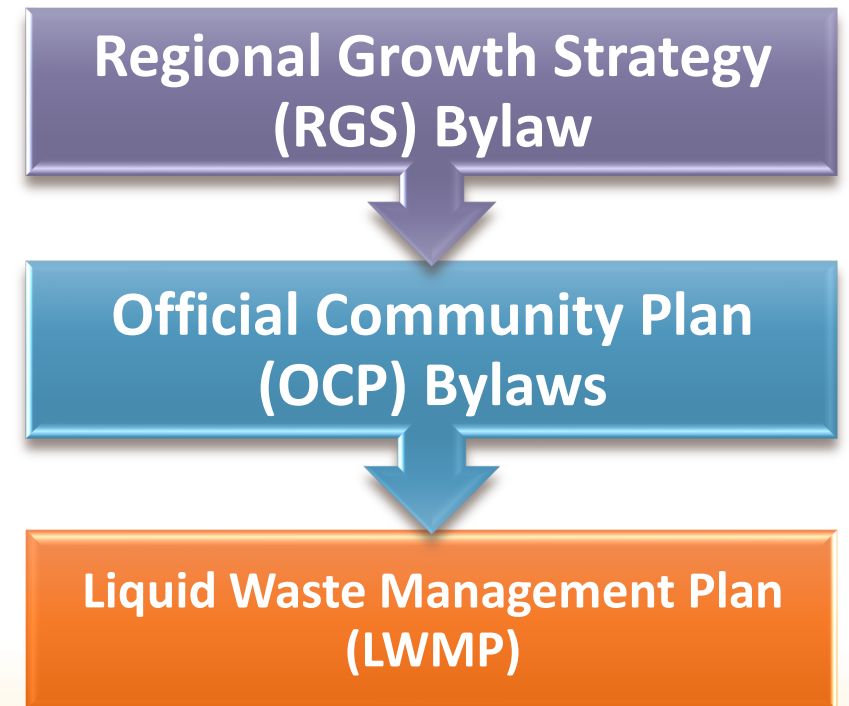 Regional Growth Strategy
(RGS) Bylaw
Official Community Plan
(OCP) Bylaws
Liquid Waste Management Plan
(LWMP)